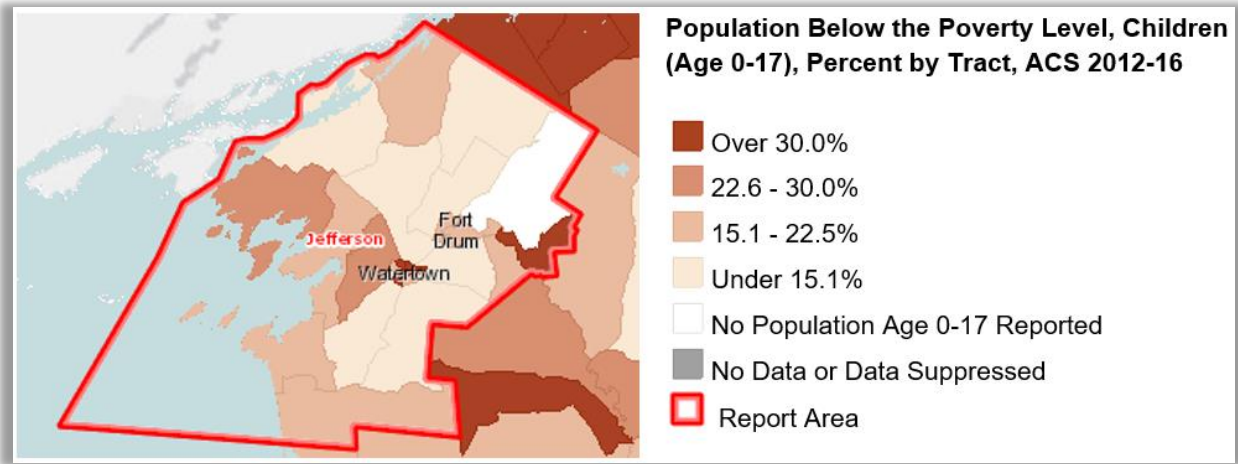 Population Below the Poverty Level, Children
(Age 0-17), Percent by Tract, ACS 2012-16
Over 30.0%
22.6 - 30.0%
15.1 - 22.5%
Under 15.1%
No Population Age 0-17 Reported
No Data or Data Suppressed
Report Area
Fort
Drum
Jefferson
Watertown